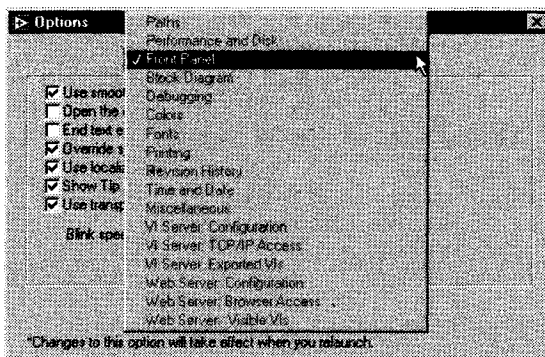 Options
Paths
Performance and Disk
Front Panel
Block Diagram
Debugging
Colors
Fonts
Printing
Revision History
Time and Date
Miscellaneous
VI Server: Configuration
VI Server: TCP/IP Access
VI Server: Exported VIs
Web Server: Configuration
Web Server: Browser Access
Web Server: Visible VIs
Use smoot
Open the
End text e
Override s
Use locali
Show Tip
Use transp
Blink spee
*Changes to this option will take effect when you relaunch.